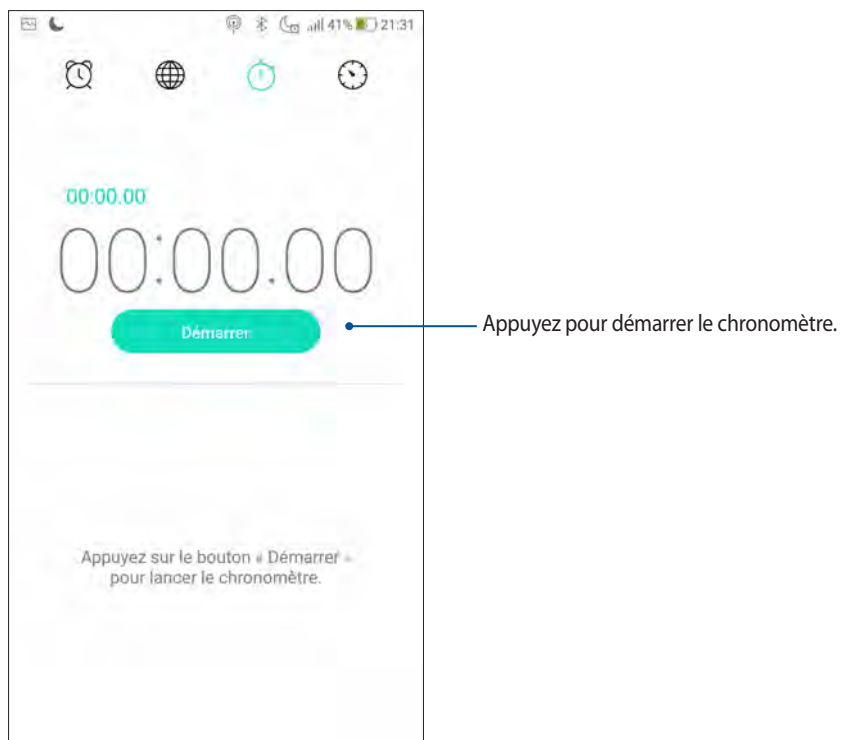 41% 21:31
00:00.00
00:00.00
Démarrer
Appuyez pour démarrer le chronomètre.
Appuyez sur le bouton « Démarrer »
pour lancer le chronomètre.